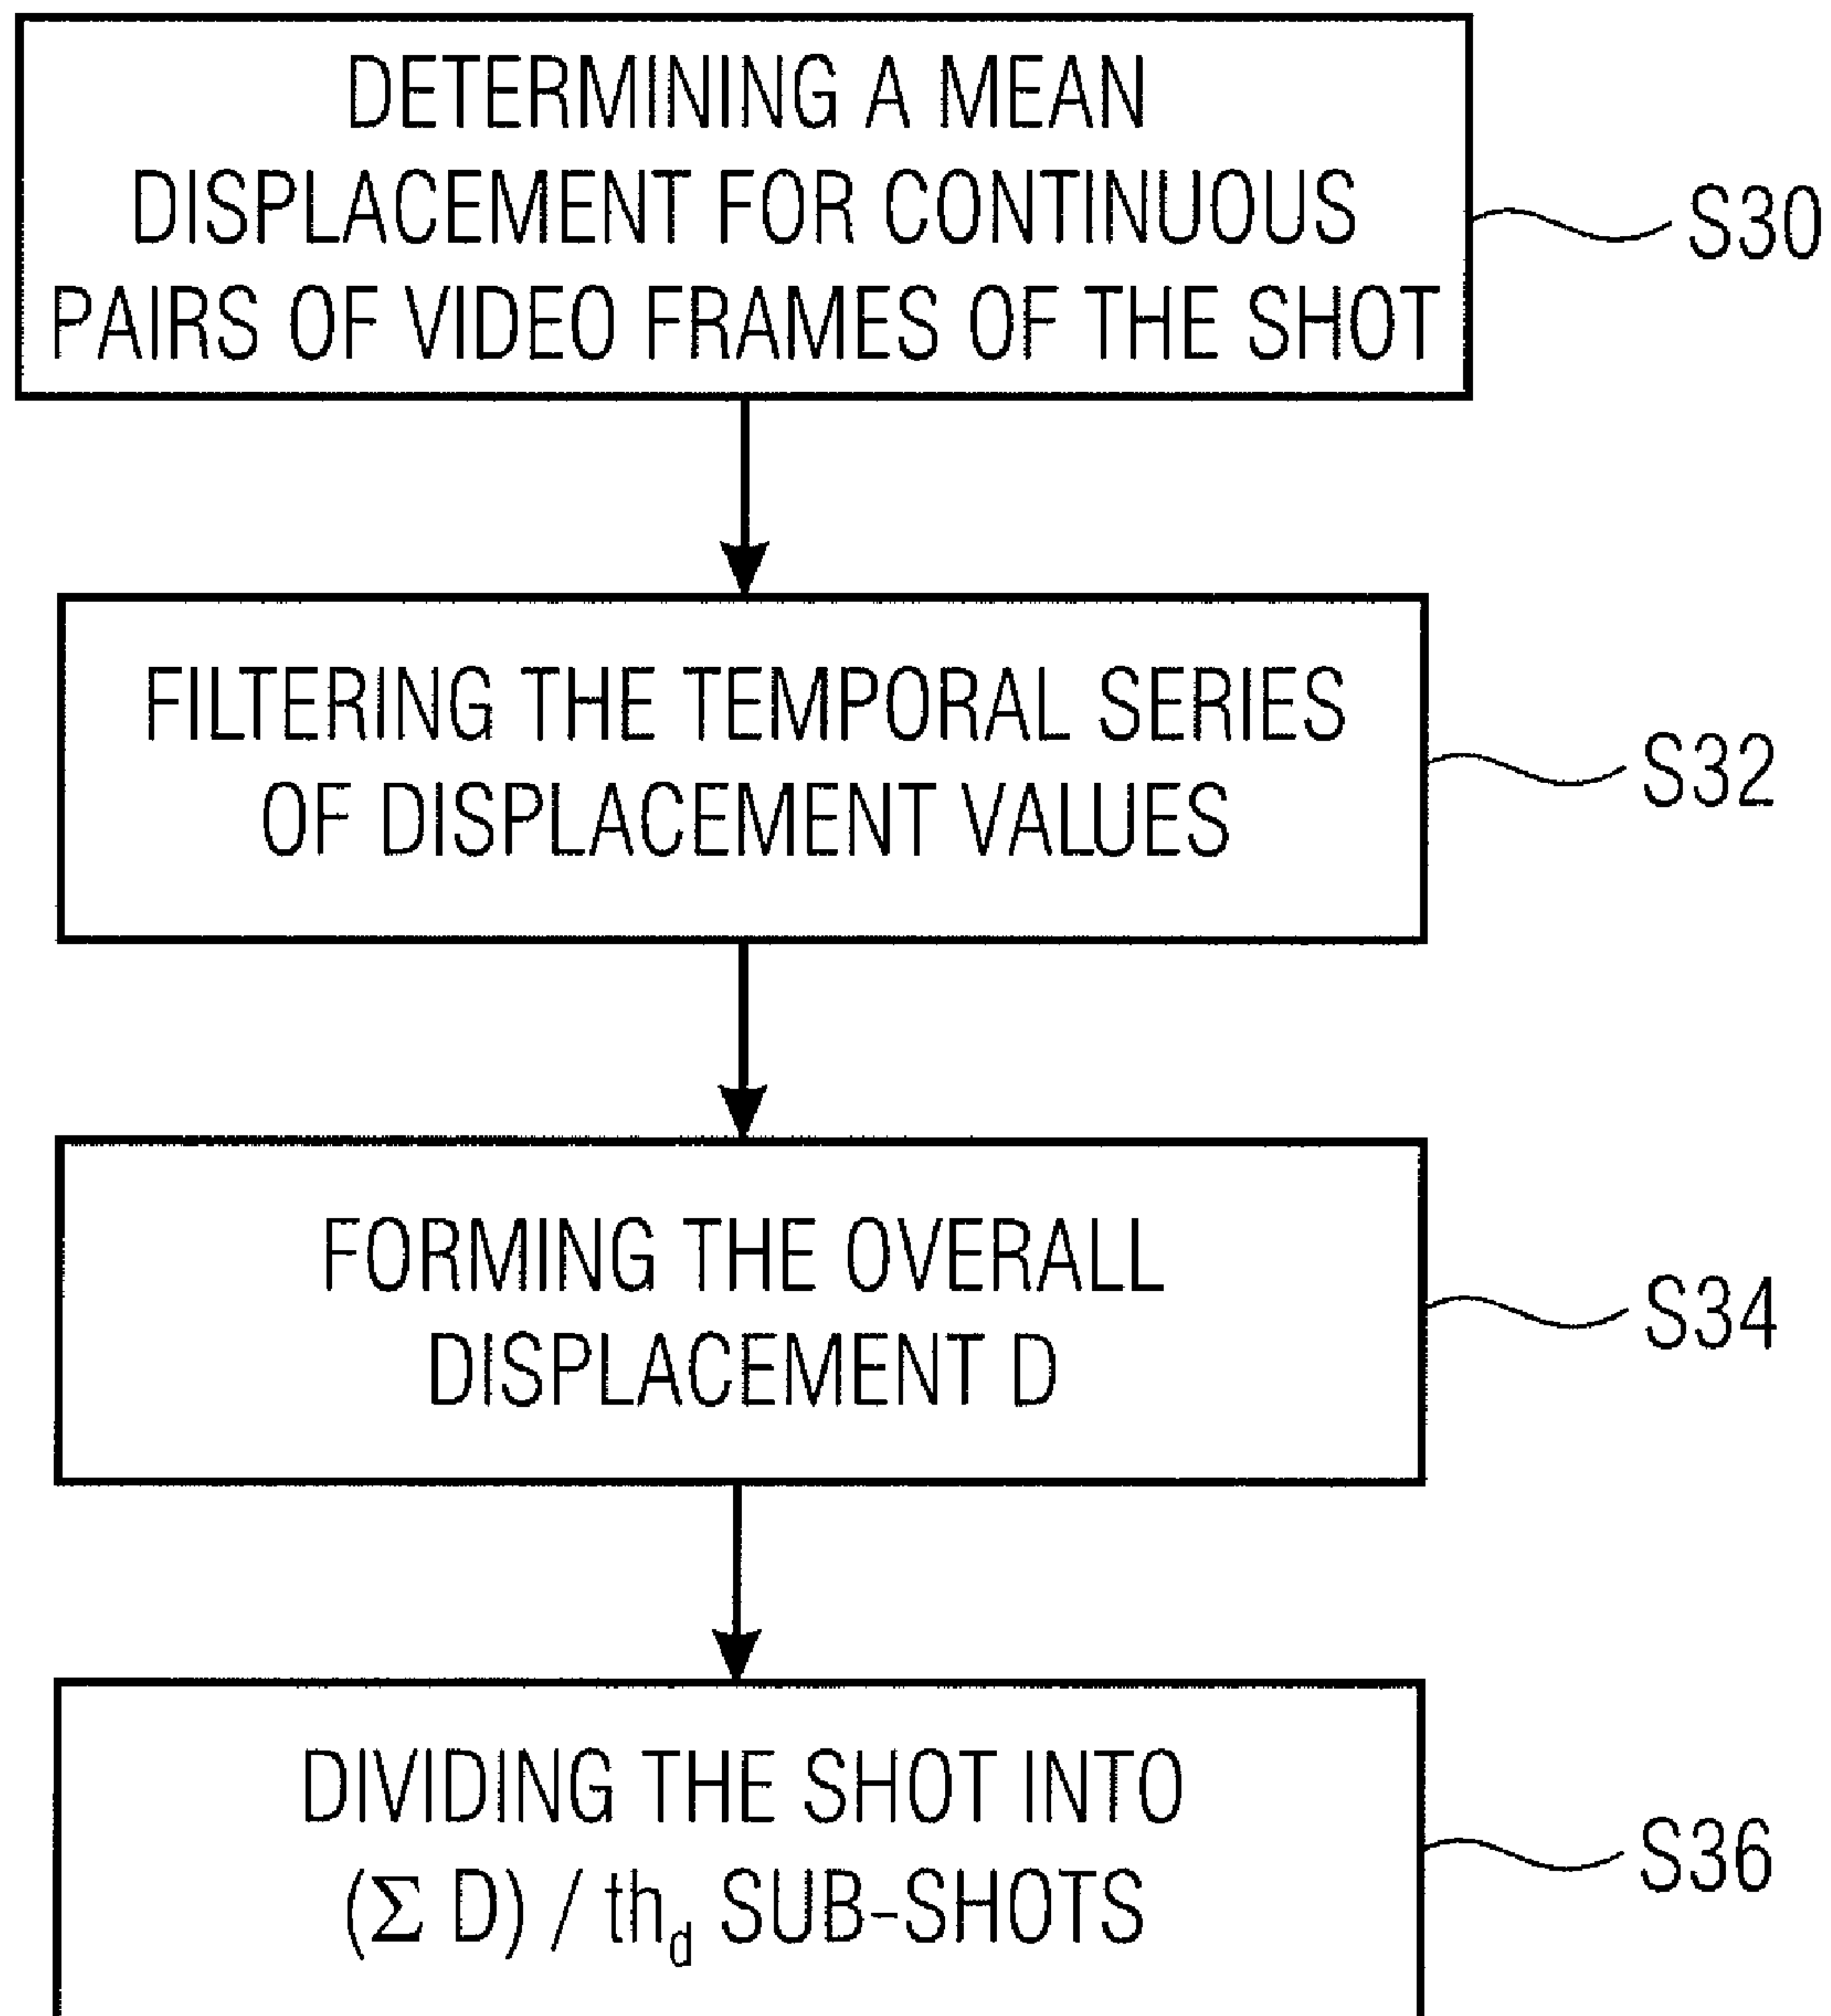 DETERMINING A MEAN
DISPLACEMENT FOR CONTINUOUS
PAIRS OF VIDEO FRAMES OF THE SHOT
S30
FILTERING THE TEMPORAL SERIES
OF DISPLACEMENT VALUES
S32
FORMING THE OVERALL
DISPLACEMENT D
S34
DIVIDING THE SHOT INTO
(Σ D) / th_d SUB-SHOTS
S36